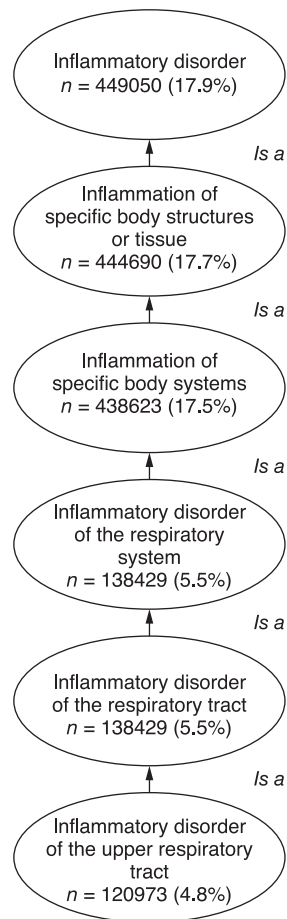 Inflammatory disorder
n = 449050 (17.9%)
Is a
Inflammation of
specific body structures
or tissue
n = 444690 (17.7%)
Is a
Inflammation of
specific body systems
n = 438623 (17.5%)
Is a
Inflammatory disorder
of the respiratory
system
n = 138429 (5.5%)
Is a
Inflammatory disorder
of the respiratory tract
n = 138429 (5.5%)
Is a
Inflammatory disorder
of the upper respiratory
tract
n = 120973 (4.8%)